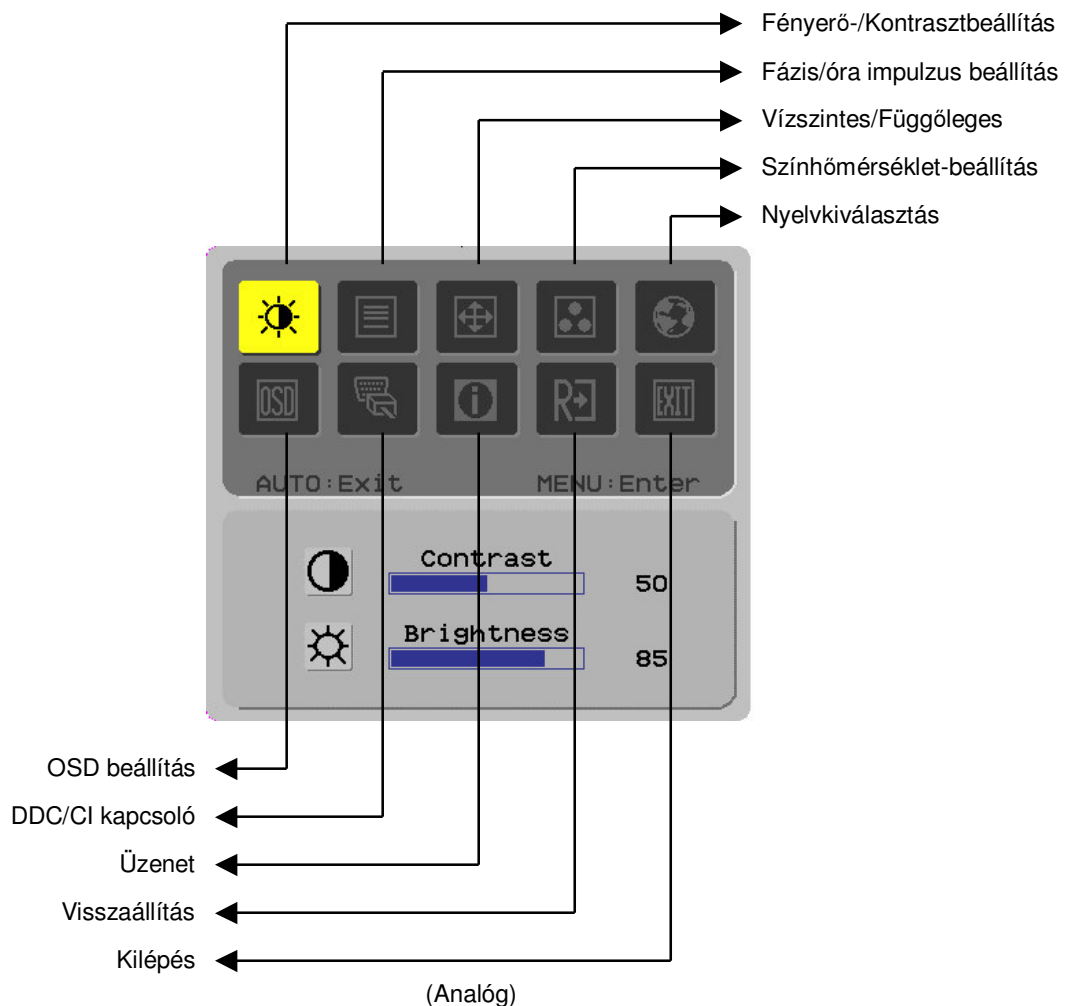 Fényerő-/Kontrasztbeállítás
Fázis/óra impulzus beállítás
Vízszintes/Függőleges
Színhőmérséklet-beállítás
Nyelvkiválasztás
OSD
i
R
EXIT
AUTO:Exit MENU:Enter
Contrast
50
Brightness
85
OSD beállítás
DDC/CI kapcsoló
Üzenet
Visszaállítás
Kilépés
(Analóg)